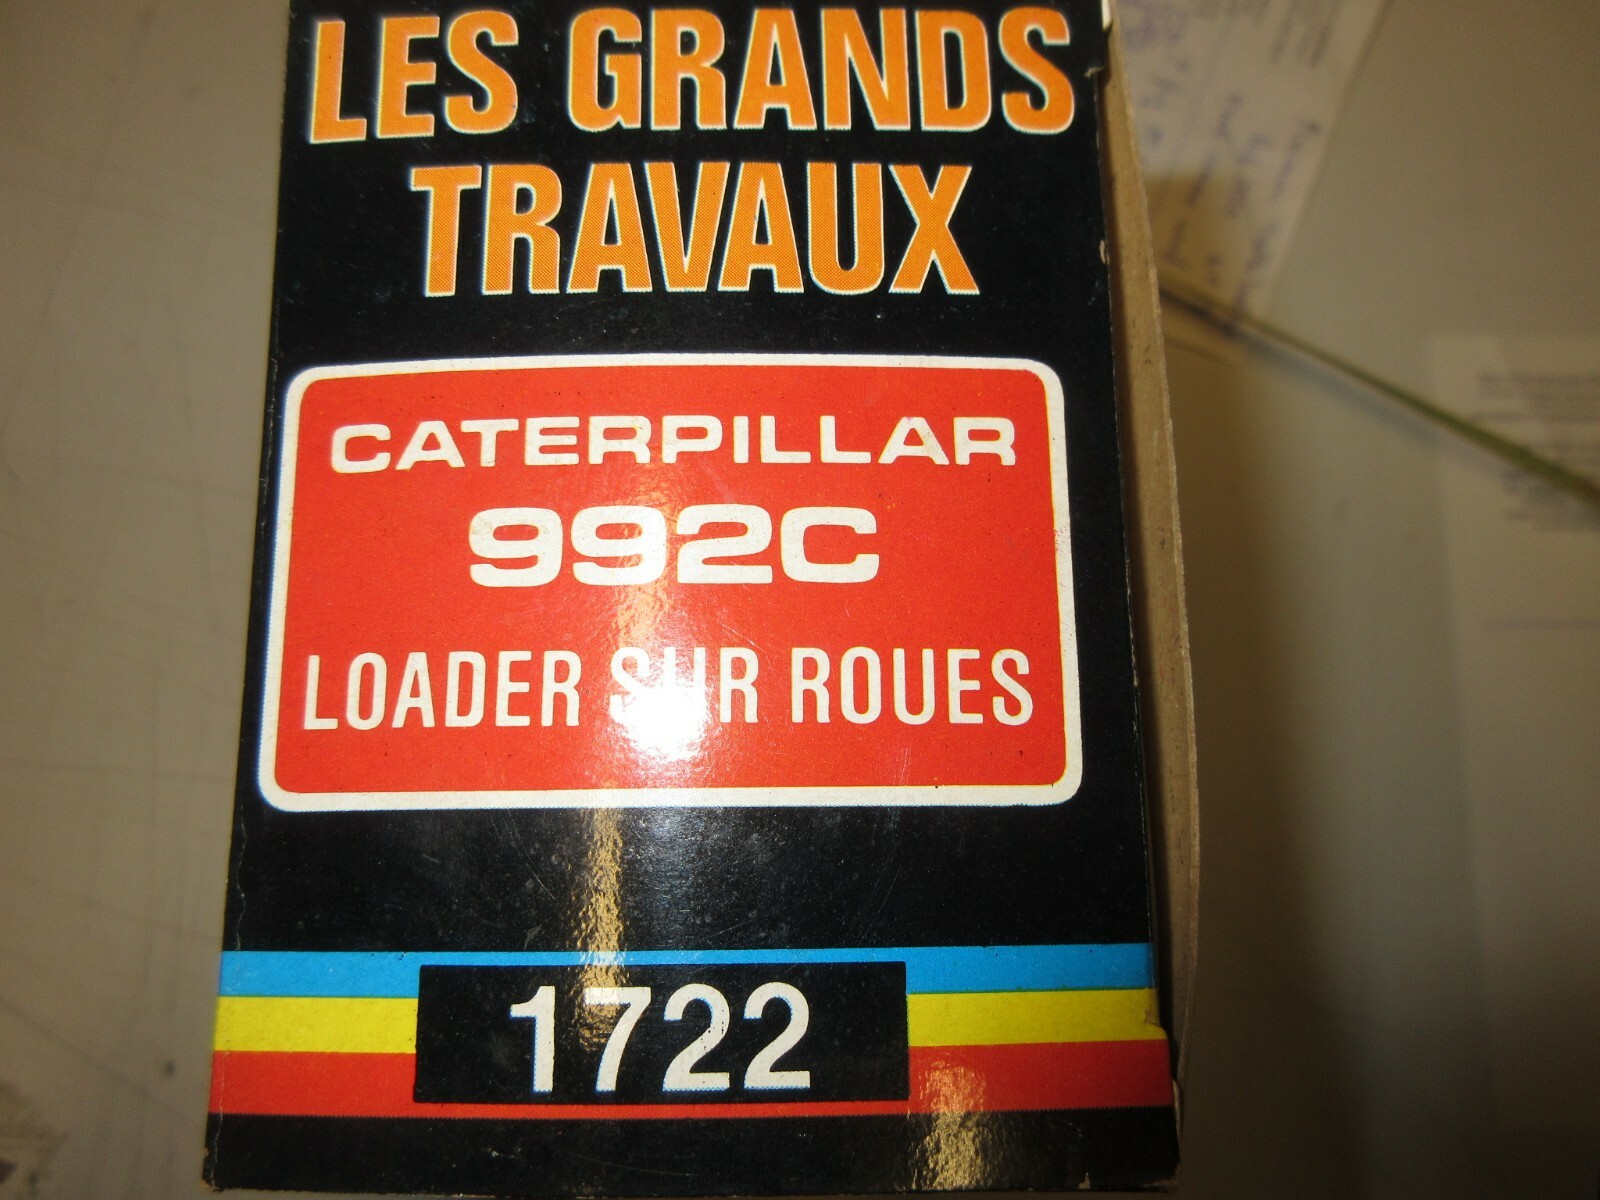 LES GRANDS
TRAVAUX
CATERPILLAR
992C
LOADER SUR ROUES
1722